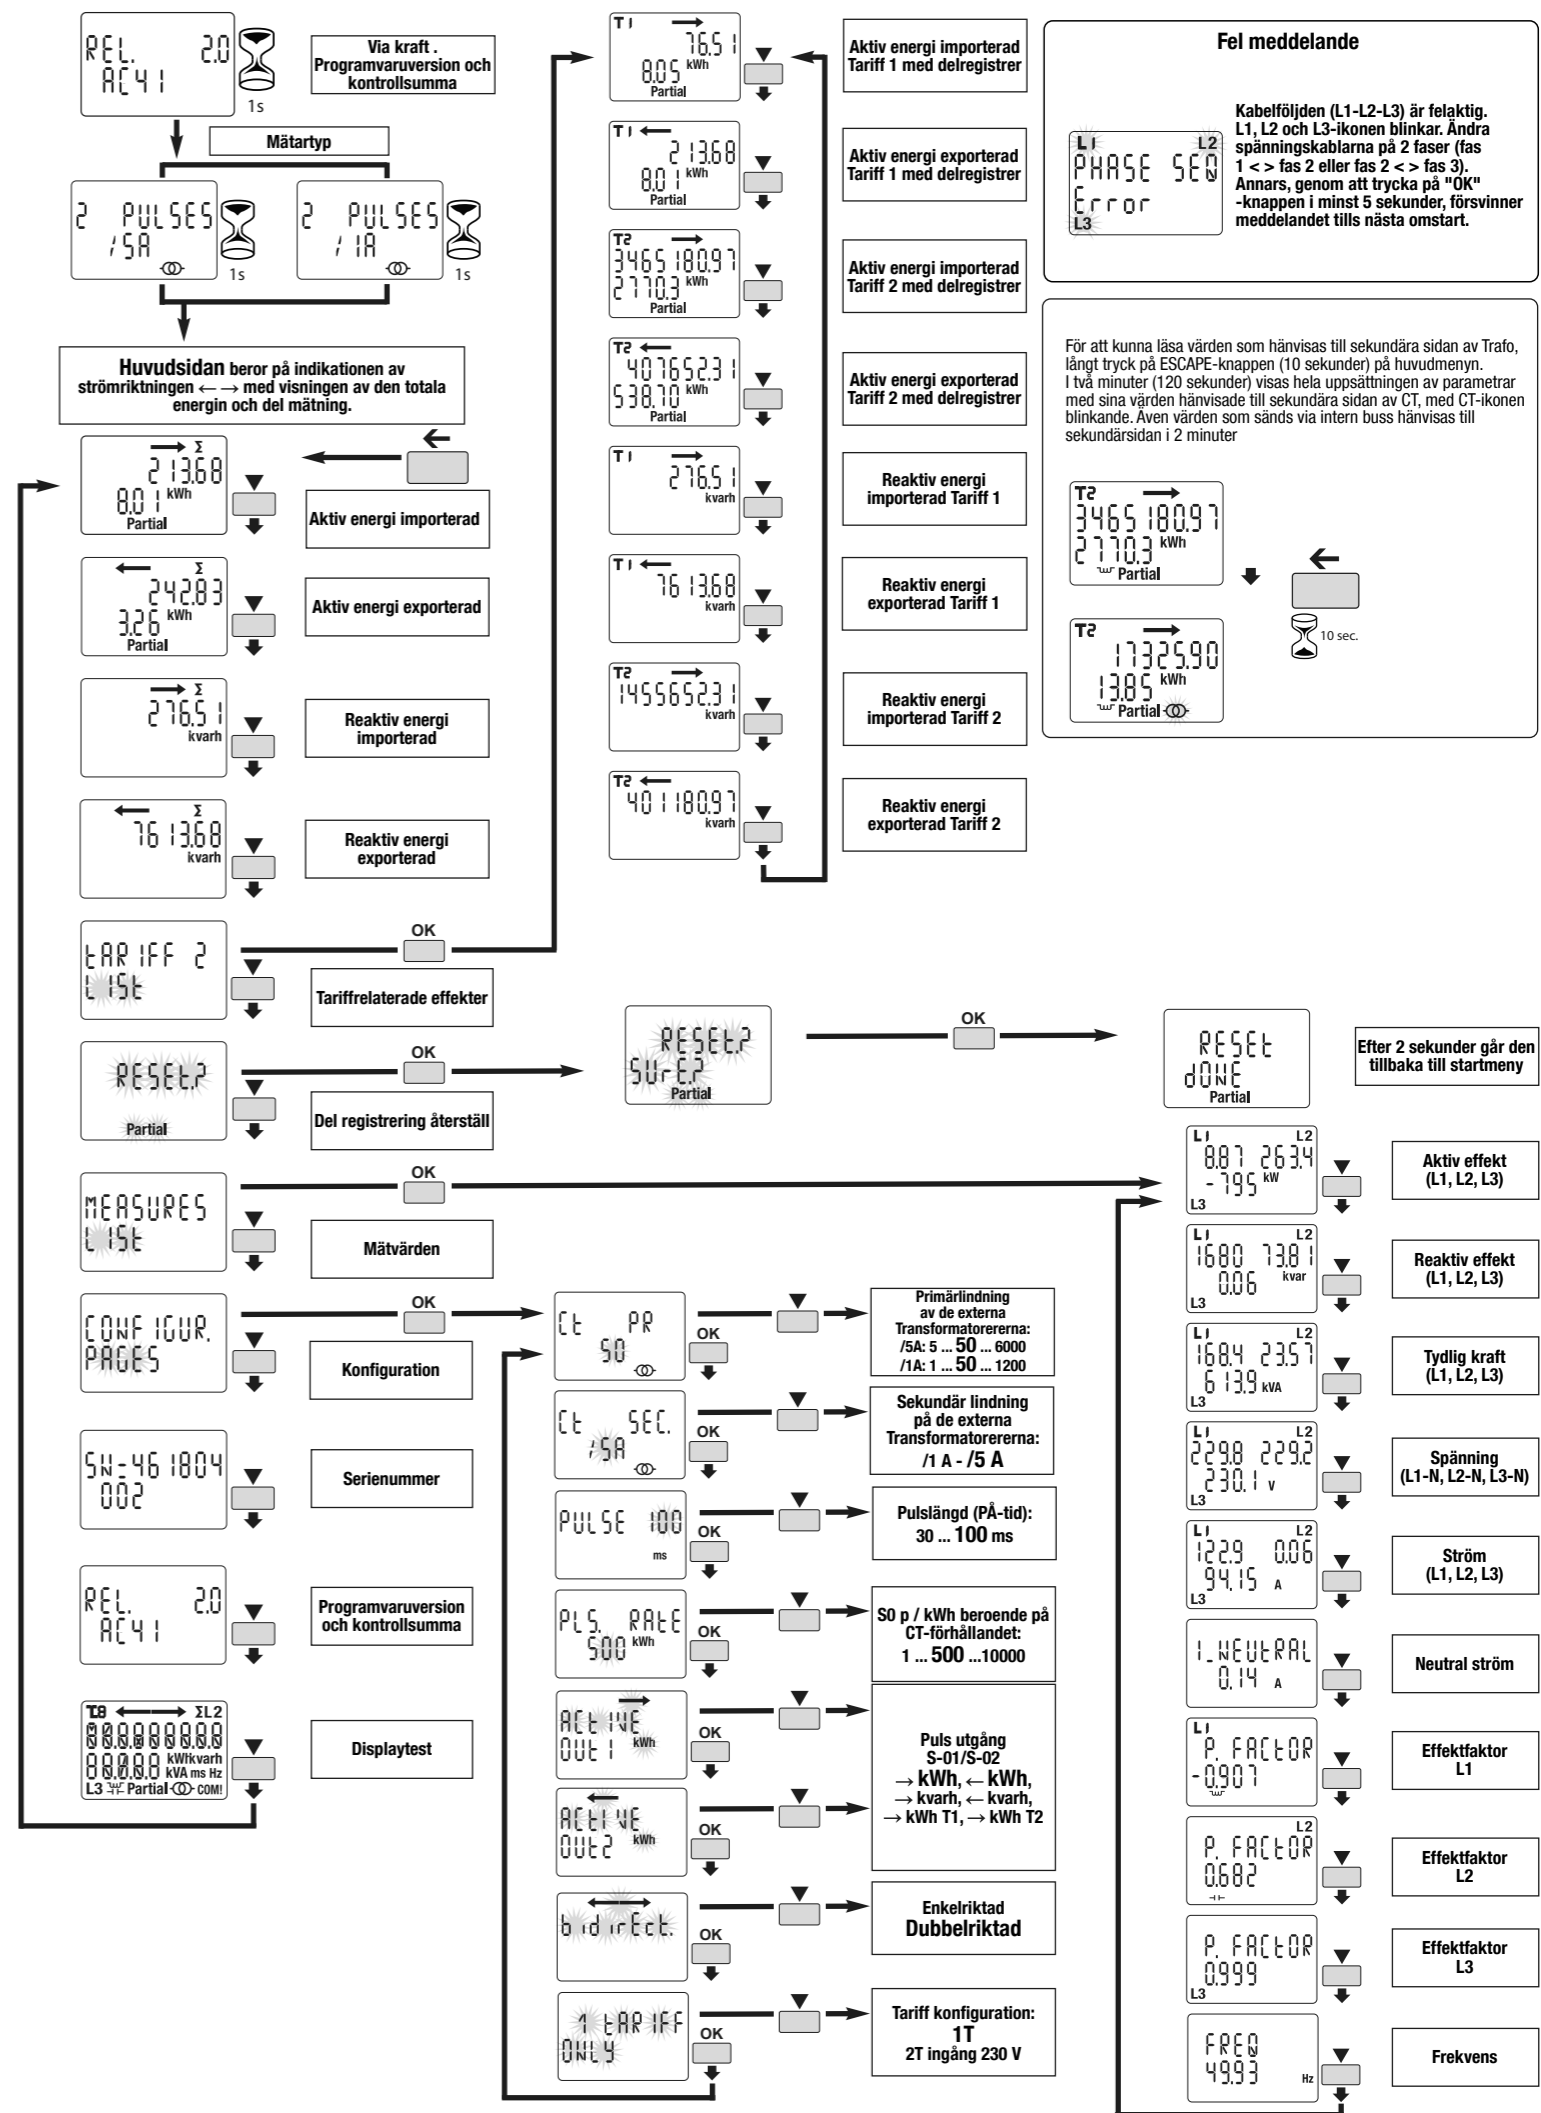 REL. 2.0
AC41
1s
Via kraft .
Programvaruversion och
kontrollsumma
Mätartyp
2 PULSES
/5A
1s
2 PULSES
/1A
1s
Huvudsidan beror på indikation av
strömriktningen ← → med visningen av den totala
energin och del mätning.
→ Σ
213.68
8.01 kWh
Partial
←
Aktiv energi importerad
← Σ
242.83
3.26 kWh
Partial
Aktiv energi exporterad
→ Σ
276.51
kvarh
Reaktiv energi
importerad
← Σ
7613.68
kvarh
Reaktiv energi
exporterad
tARIFF 2
LISt
OK
Tariffrelaterade effekter
RESEt.?
Partial
OK
Del registrering återställ
RESEt.?
SUrE.?
Partial
OK
RESEt
dONE
Partial
Efter 2 sekunder går den
tillbaka till startmeny
MEASURES
LISt
OK
Mätvärden
CONFIGUR.
PAGES
OK
Konfiguration
SN-461804
002
Serienummer
REL. 2.0
AC41
Programvaruversion
och kontrollsumma
T8 ← → ΣL2
kWhkvarh
kVA ms Hz
L3 Partial COM!
Displaytest
T1 →
76.51
8.05 kWh
Partial
Aktiv energi importerad
Tariff 1 med delregistrer
T1 ←
213.68
8.01 kWh
Partial
Aktiv energi exporterad
Tariff 1 med delregistrer
T2 →
3465180.97
2770.3 kWh
Partial
Aktiv energi importerad
Tariff 2 med delregistrer
T2 ←
407652.31
538.70 kWh
Partial
Aktiv energi exporterad
Tariff 2 med delregistrer
T1 →
276.51
kvarh
Reaktiv energi
importerad Tariff 1
T1 ←
7613.68
kvarh
Reaktiv energi
exporterad Tariff 1
T2 →
1455652.31
kvarh
Reaktiv energi
importerad Tariff 2
T2 ←
401180.97
kvarh
Reaktiv energi
exporterad Tariff 2
Fel meddelande
L1 L2
PHASE SEQ
Error
L3
Kabelföljden (L1-L2-L3) är felaktig.
L1, L2 och L3-ikonen blinkar. Ändra
spänningskablarna på 2 faser (fas
1 < > fas 2 eller fas 2 < > fas 3).
Annars, genom att trycka på "OK"
-knappen i minst 5 sekunder, försvinner
meddelandet tills nästa omstart.
För att kunna läsa värden som hänvisas till sekundära sidan av Trafo,
långt tryck på ESCAPE-knappen (10 sekunder) på huvudmenyn.
I två minuter (120 sekunder) visas hela uppsättningen av parametrar
med sina värden hänvisade till sekundära sidan av CT, med CT-ikonen
blinkande. Även värden som sänds via intern buss hänvisas till
sekundärsidan i 2 minuter
T2 →
3465180.97
2770.3 kWh
Partial
←
10 sec.
T2 →
17325.90
13.85 kWh
Partial
Ct PR
50
OK
Primärlindning
av de externa
Transformatorererna:
/5A: 5 ... 50 ... 6000
/1A: 1 ... 50 ... 1200
Ct SEC.
/5A
OK
Sekundär lindning
på de externa
Transformatorererna:
/1 A - /5 A
PULSE 100
ms
OK
Pulslängd (PÅ-tid):
30 ... 100 ms
PLS. RAtE
500 kWh
OK
S0 p / kWh beroende på
CT-förhållandet:
1 ... 500 ...10000
→
ACtIVE
OUt1 kWh
OK
Puls utgång
S-01/S-02
→ kWh, ← kWh,
→ kvarh, ← kvarh,
→ kWh T1, → kWh T2
←
ACtIVE
OUt2 kWh
OK
← →
bidirEct.
OK
Enkelriktad
Dubbelriktad
1 tARIFF
ONLY
OK
Tariff konfiguration:
1T
2T ingång 230 V
L1 L2
8.87 263.4
-795 kW
L3
Aktiv effekt
(L1, L2, L3)
L1 L2
1680 73.81
0.06 kvar
L3
Reaktiv effekt
(L1, L2, L3)
L1 L2
168.4 23.57
613.9 kVA
L3
Tydlig kraft
(L1, L2, L3)
L1 L2
229.8 229.2
230.1 V
L3
Spänning
(L1-N, L2-N, L3-N)
L1 L2
122.9 0.06
94.15 A
L3
Ström
(L1, L2, L3)
I_NEUtRAL
0.14 A
Neutral ström
L1
P. FACtOR
-0.907
Effektfaktor
L1
L2
P. FACtOR
0.682
Effektfaktor
L2
P. FACtOR
0.999
L3
Effektfaktor
L3
FREQ
49.93 Hz
Frekvens